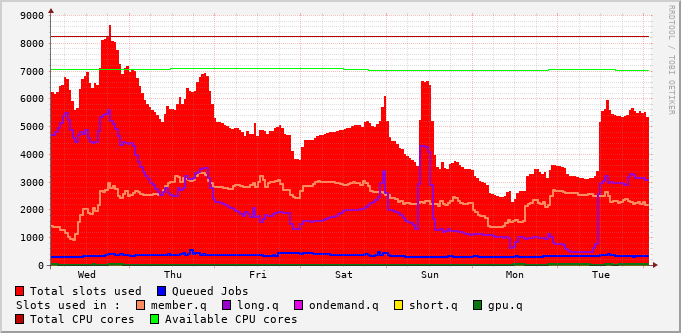 9000
8000
7000
6000
5000
4000
3000
2000
1000
0
Wed Thu Fri Sat Sun Mon Tue
RRDTOOL / TOBI OETIKER
Total slots used Queued Jobs
Slots used in : member.q long.q ondemand.q short.q gpu.q
Total CPU cores Available CPU cores